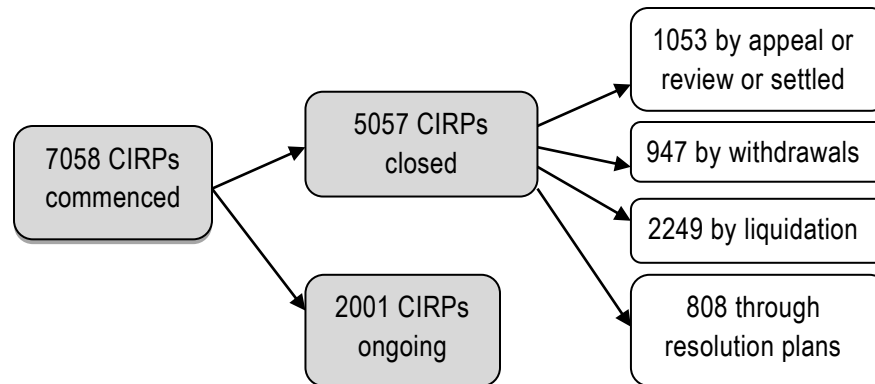 7058 CIRPs
commenced
5057 CIRPs
closed
2001 CIRPs
ongoing
1053 by appeal or
review or settled
947 by withdrawals
2249 by liquidation
808 through
resolution plans